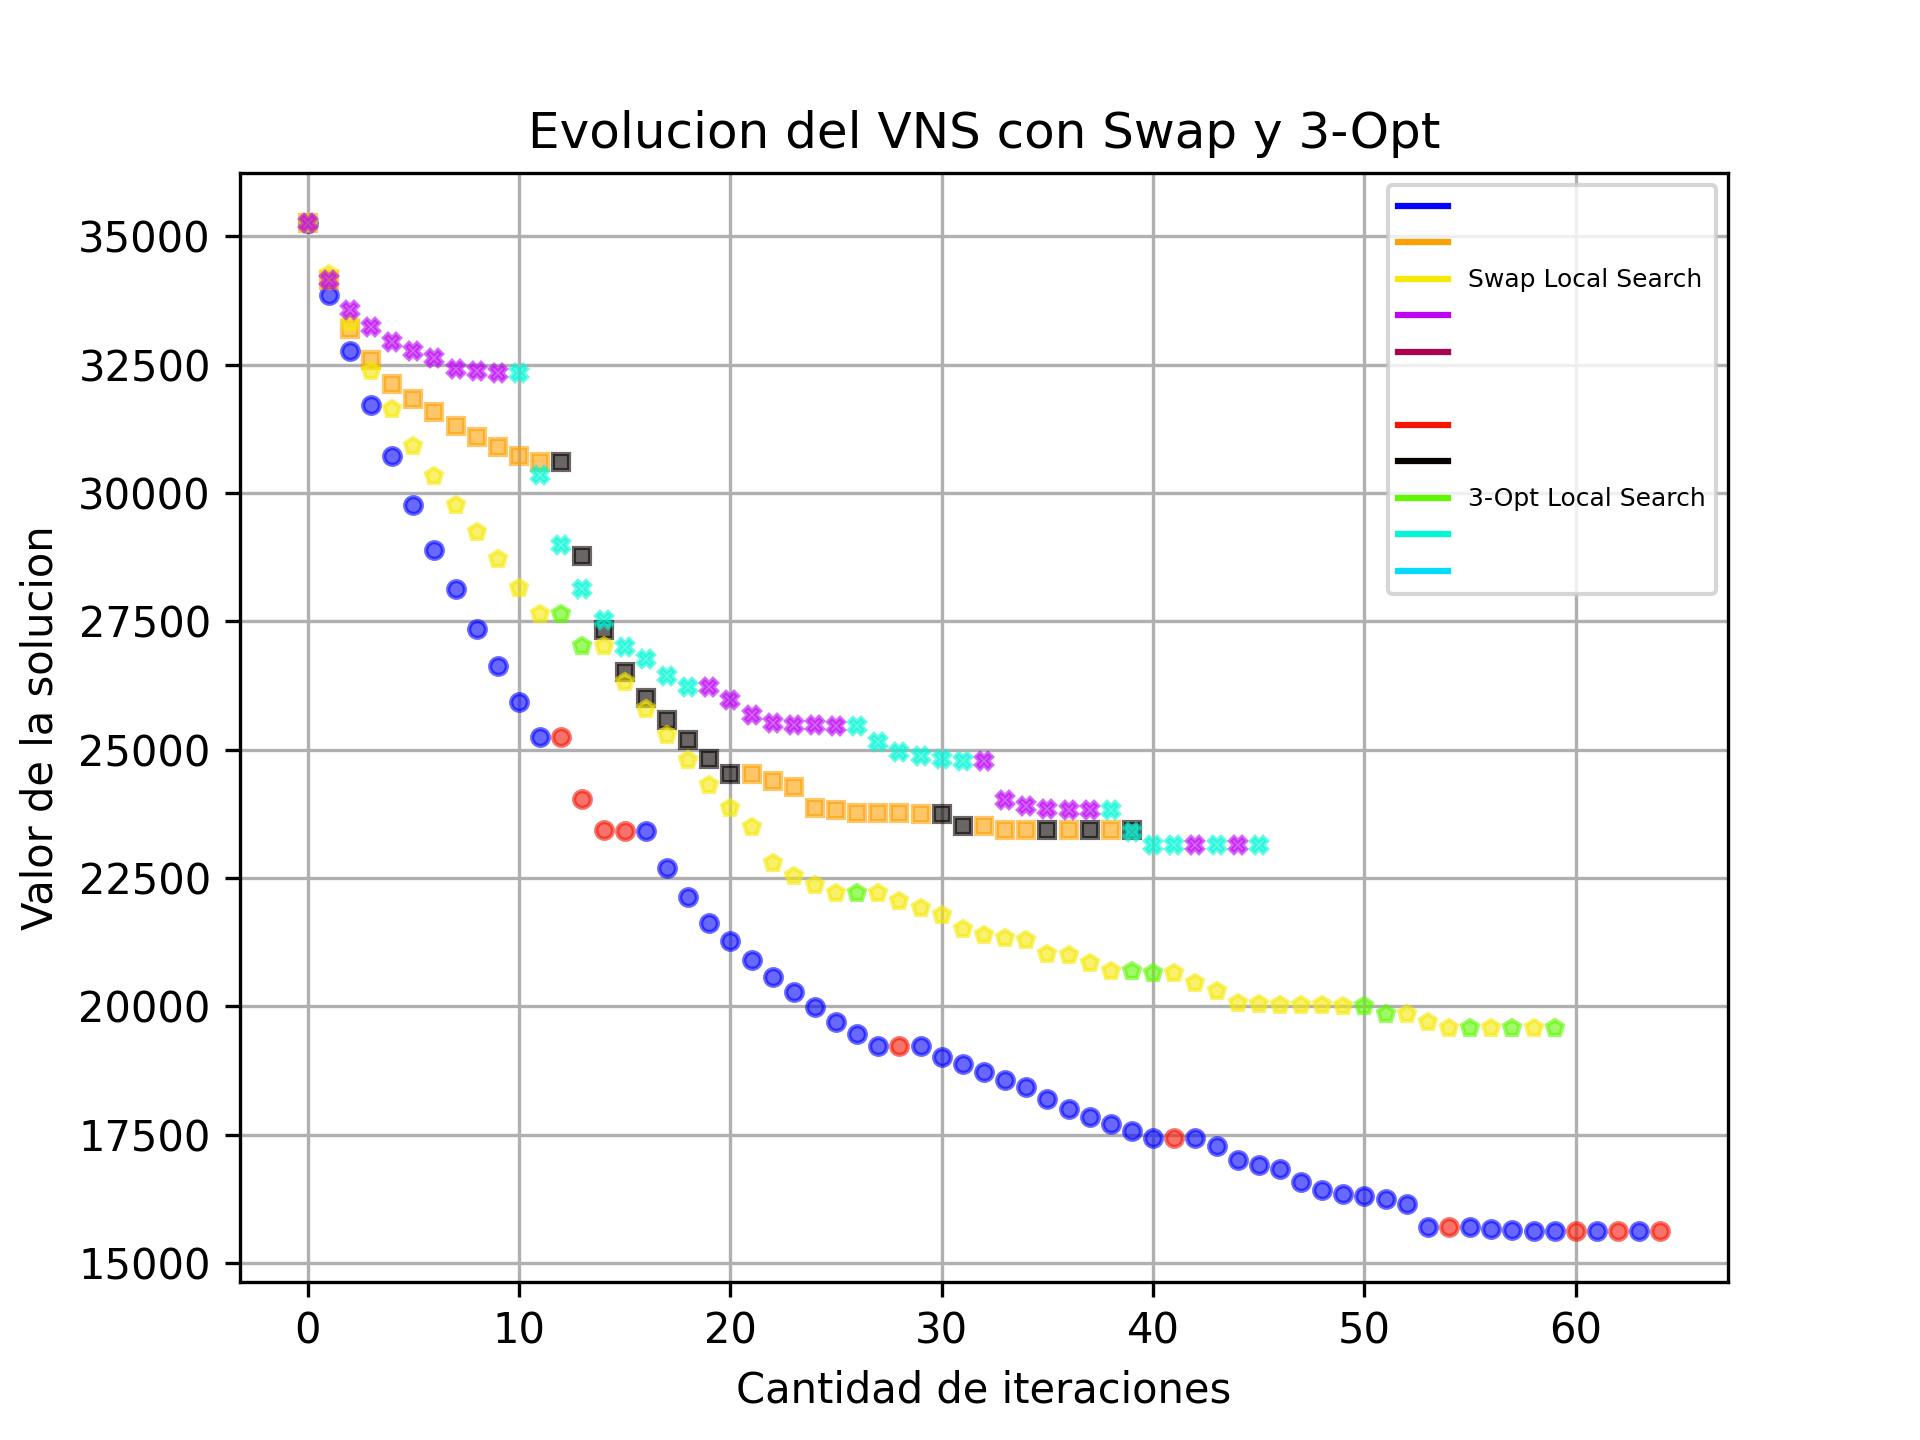 Evolucion del VNS con Swap y 3-Opt
Valor de la solucion
35000
32500
30000
27500
25000
22500
20000
17500
15000
Swap Local Search
3-Opt Local Search
0 10 20 30 40 50 60
Cantidad de iteraciones